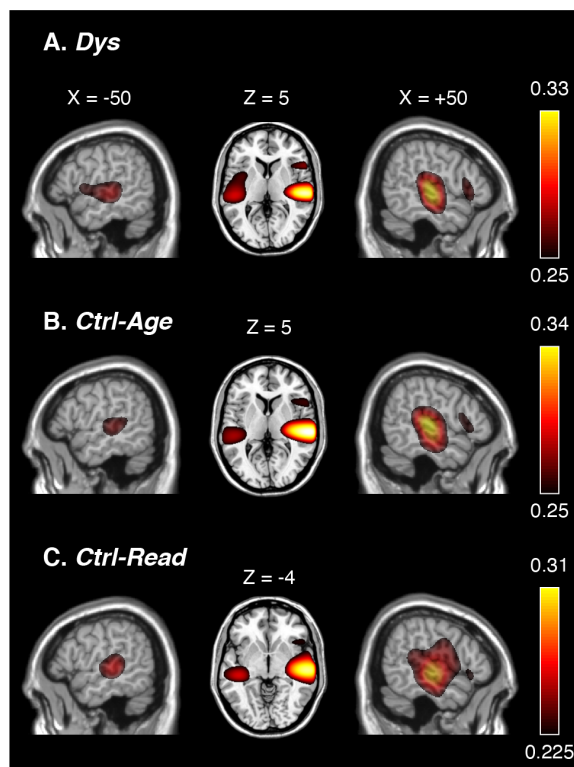 A. Dys
X = -50 Z = 5 X = +50
0.33
0.25
B. Ctrl-Age
Z = 5
0.34
0.25
C. Ctrl-Read
Z = -4
0.31
0.225